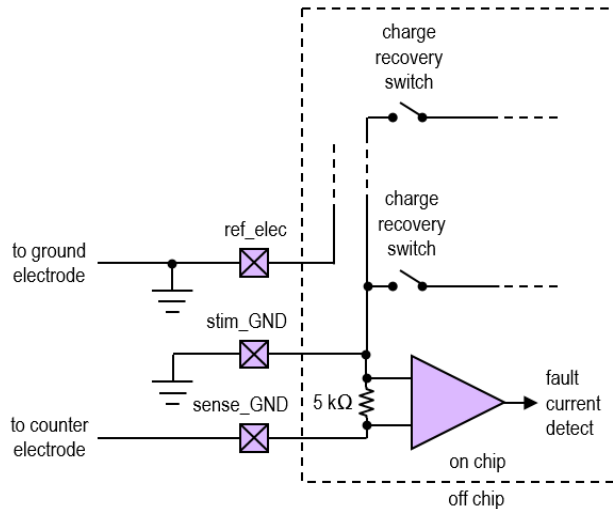 charge
recovery
switch
charge
recovery
switch
ref_elec
to ground
electrode
stim_GND
sense_GND
5 kΩ
fault
current
detect
to counter
electrode
on chip
off chip